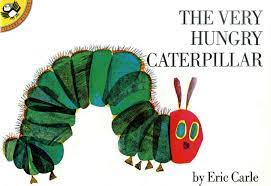 THE VERY
HUNGRY
CATERPILLAR
by Eric Carle